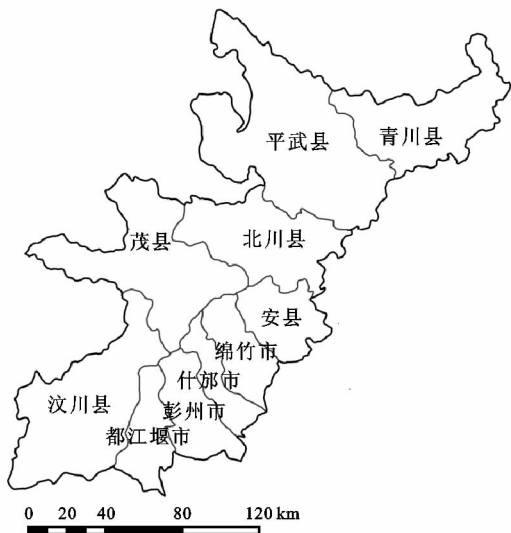 平武县
青川县
茂县
北川县
安县
绵竹市
什邡市
汶川县
彭州市
都江堰市
0 20 40 80 120 km